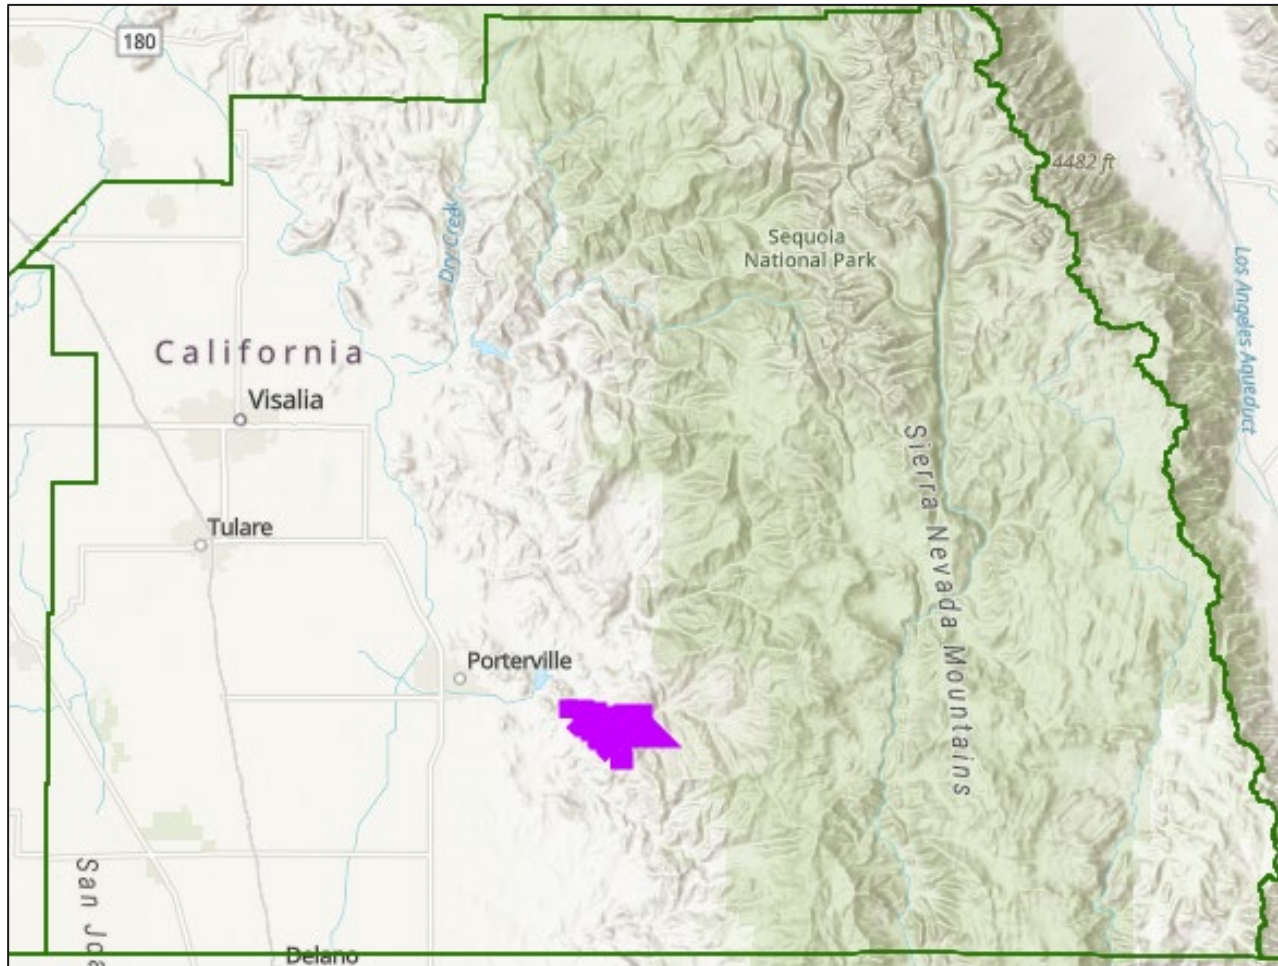 180
4482 ft
Dry Creek
Sequoia
National Park
Los Angeles Aqueduct
California
Visalia
Sierra Nevada Mountains
Tulare
Porterville
San Joa
Delano